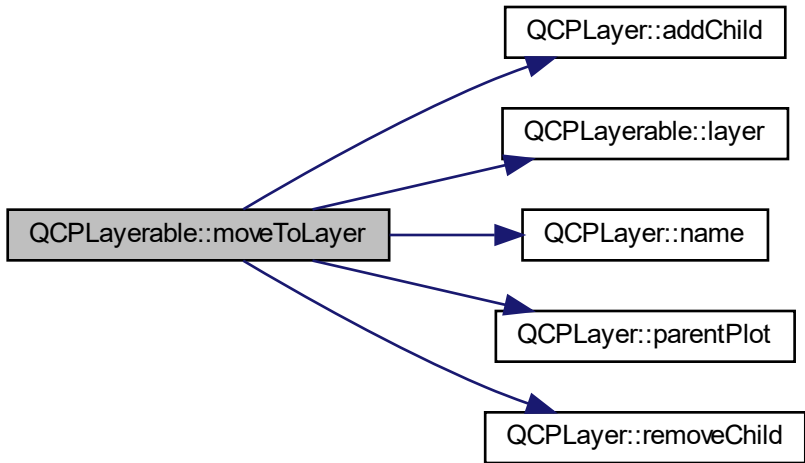 QCPLayer::addChild
QCPLayerable::layer
QCPLayerable::moveToLayer
QCPLayer::name
QCPLayer::parentPlot
QCPLayer::removeChild